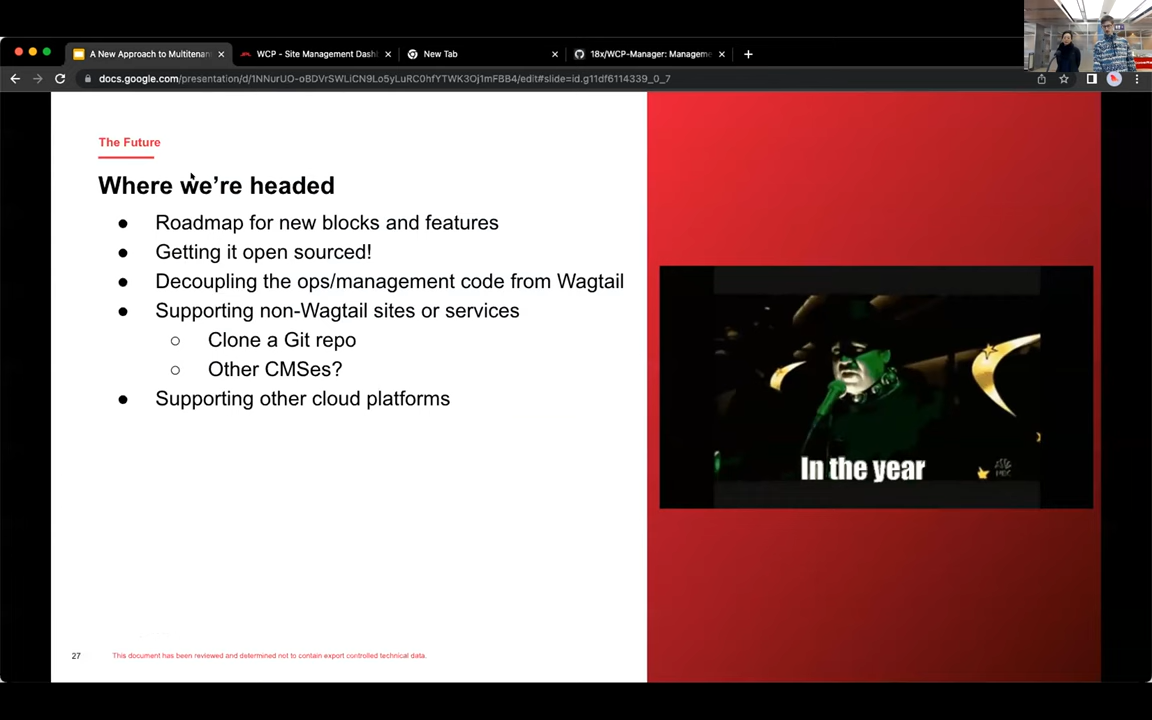 A New Approach to Multitenan
WCP - Site Management Dashl
New Tab
18x/WCP-Manager: Manageme
docs.google.com/presentation/d/1NNurUO-oBDVrSWLiCN9Lo5yLuRC0hfYTWK3Oj1mFBB4/edit#slide=id.g11df6114339_0_7
The Future
Where we're headed
● Roadmap for new blocks and features
● Getting it open sourced!
● Decoupling the ops/management code from Wagtail
● Supporting non-Wagtail sites or services
○ Clone a Git repo
○ Other CMSes?
● Supporting other cloud platforms
In the year
27
This document has been reviewed and determined not to contain export controlled technical data.